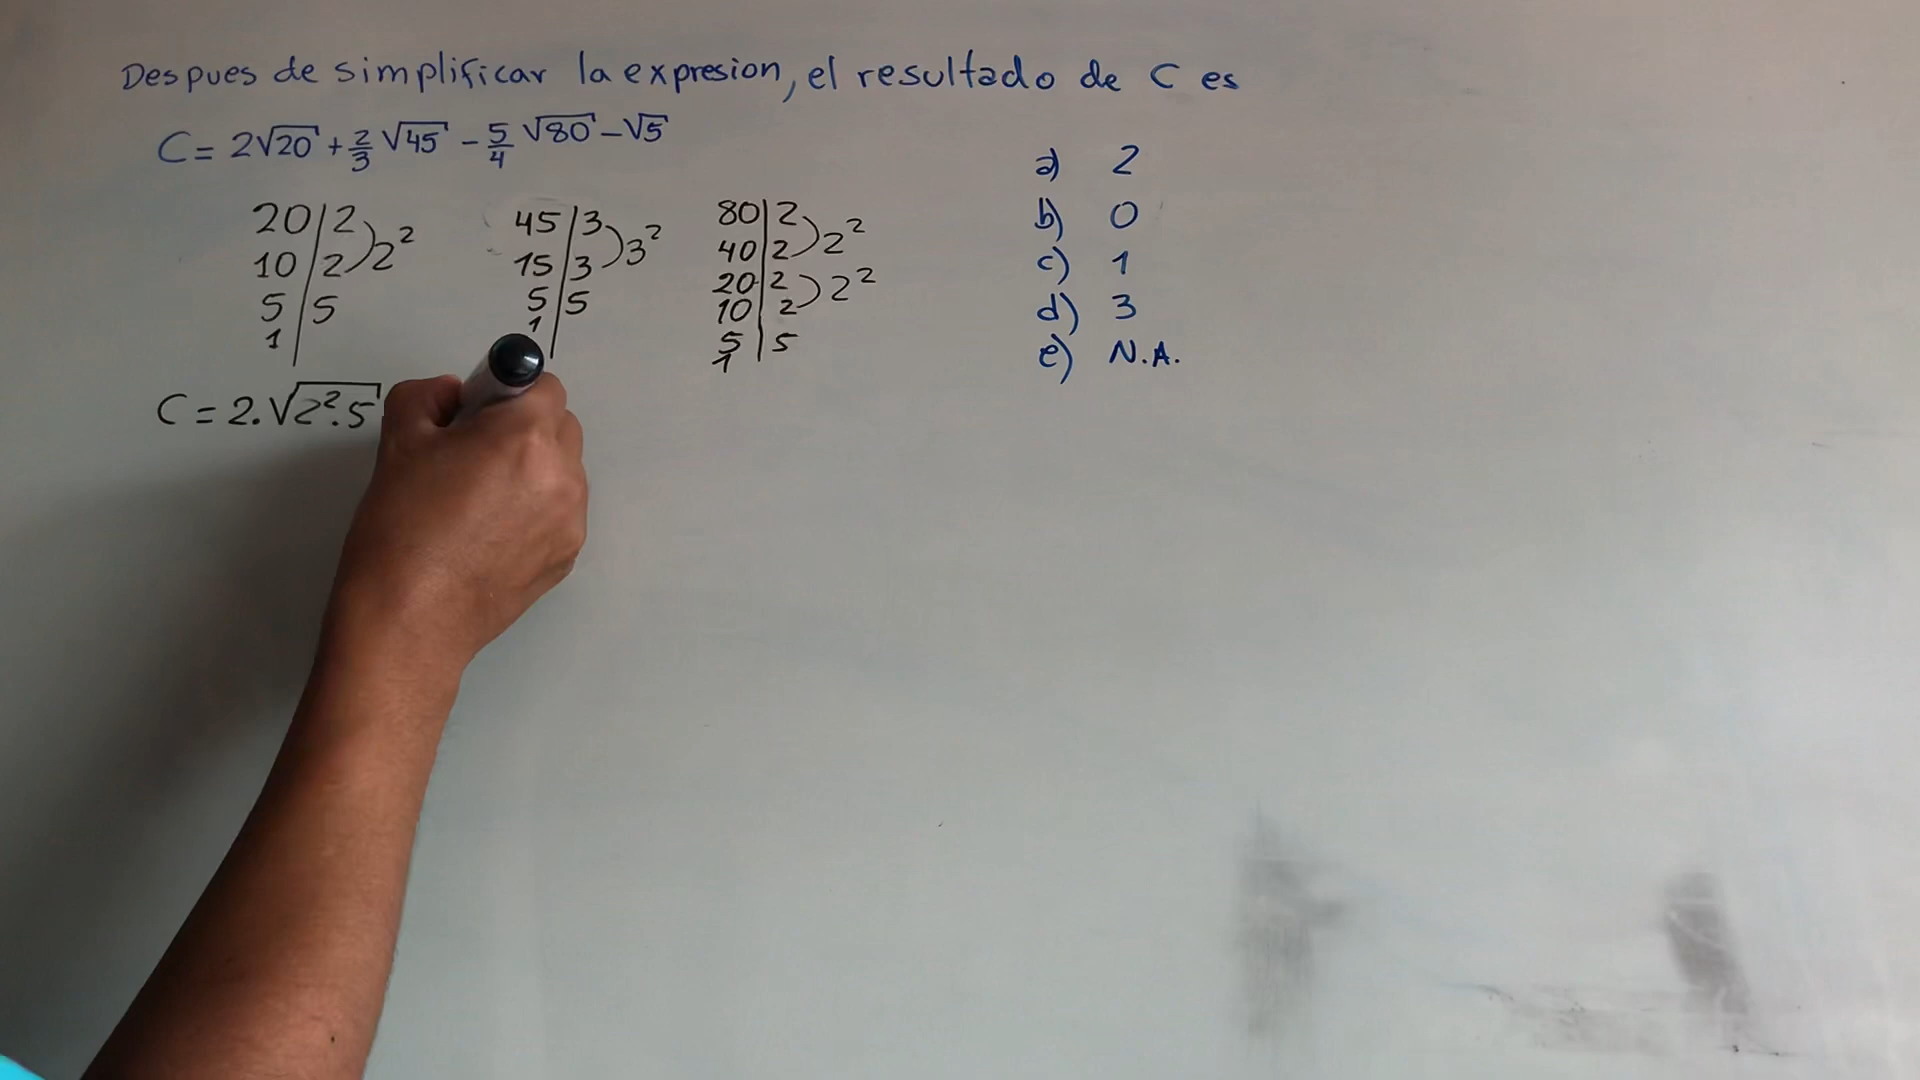 Despues de simplificar la expresion, el resultado de C es
C = 2√20 + 2/3 √45 - 5/4 √80 - √5
20 | 2
10 | 2 ) 2²
5 | 5
1
45 | 3
15 | 3 ) 3²
5 | 5
1
80 | 2
40 | 2 ) 2²
20 | 2
10 | 2 ) 2²
5 | 5
1
a) 2
b) 0
c) 1
d) 3
e) N.A.
C = 2.√2².5